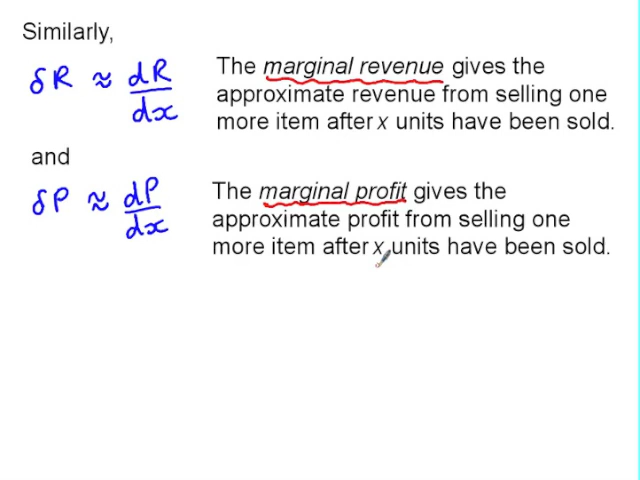 Similarly,
δR ≈ dR/dx
The marginal revenue gives the
approximate revenue from selling one
more item after x units have been sold.
and
δP ≈ dP/dx
The marginal profit gives the
approximate profit from selling one
more item after x units have been sold.